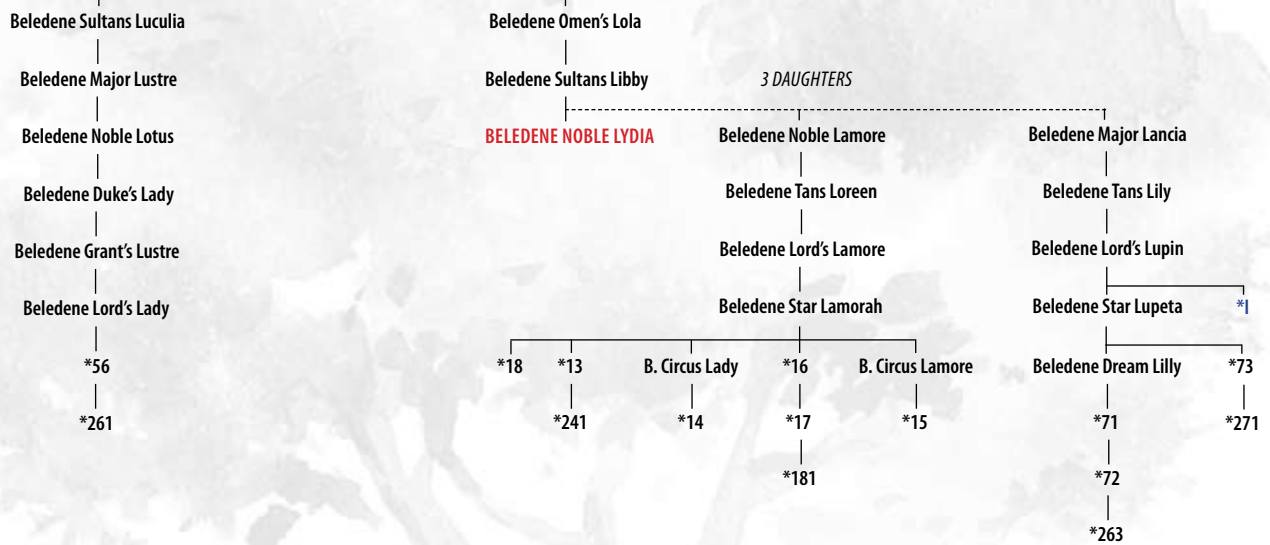 Beledene Sultans Luculia
Beledene Omen's Lola
Beledene Major Lustre
Beledene Sultans Libby
3 DAUGHTERS
Beledene Noble Lotus
BELEDENE NOBLE LYDIA
Beledene Noble Lamore
Beledene Major Lancia
Beledene Duke's Lady
Beledene Tans Loreen
Beledene Tans Lily
Beledene Grant's Lustre
Beledene Lord's Lamore
Beledene Lord's Lupin
Beledene Lord's Lady
Beledene Star Lamorah
Beledene Star Lupeta
*I
*56
*18
*13
B. Circus Lady
*16
B. Circus Lamore
Beledene Dream Lilly
*73
*261
*241
*14
*17
*15
*71
*271
*181
*72
*263